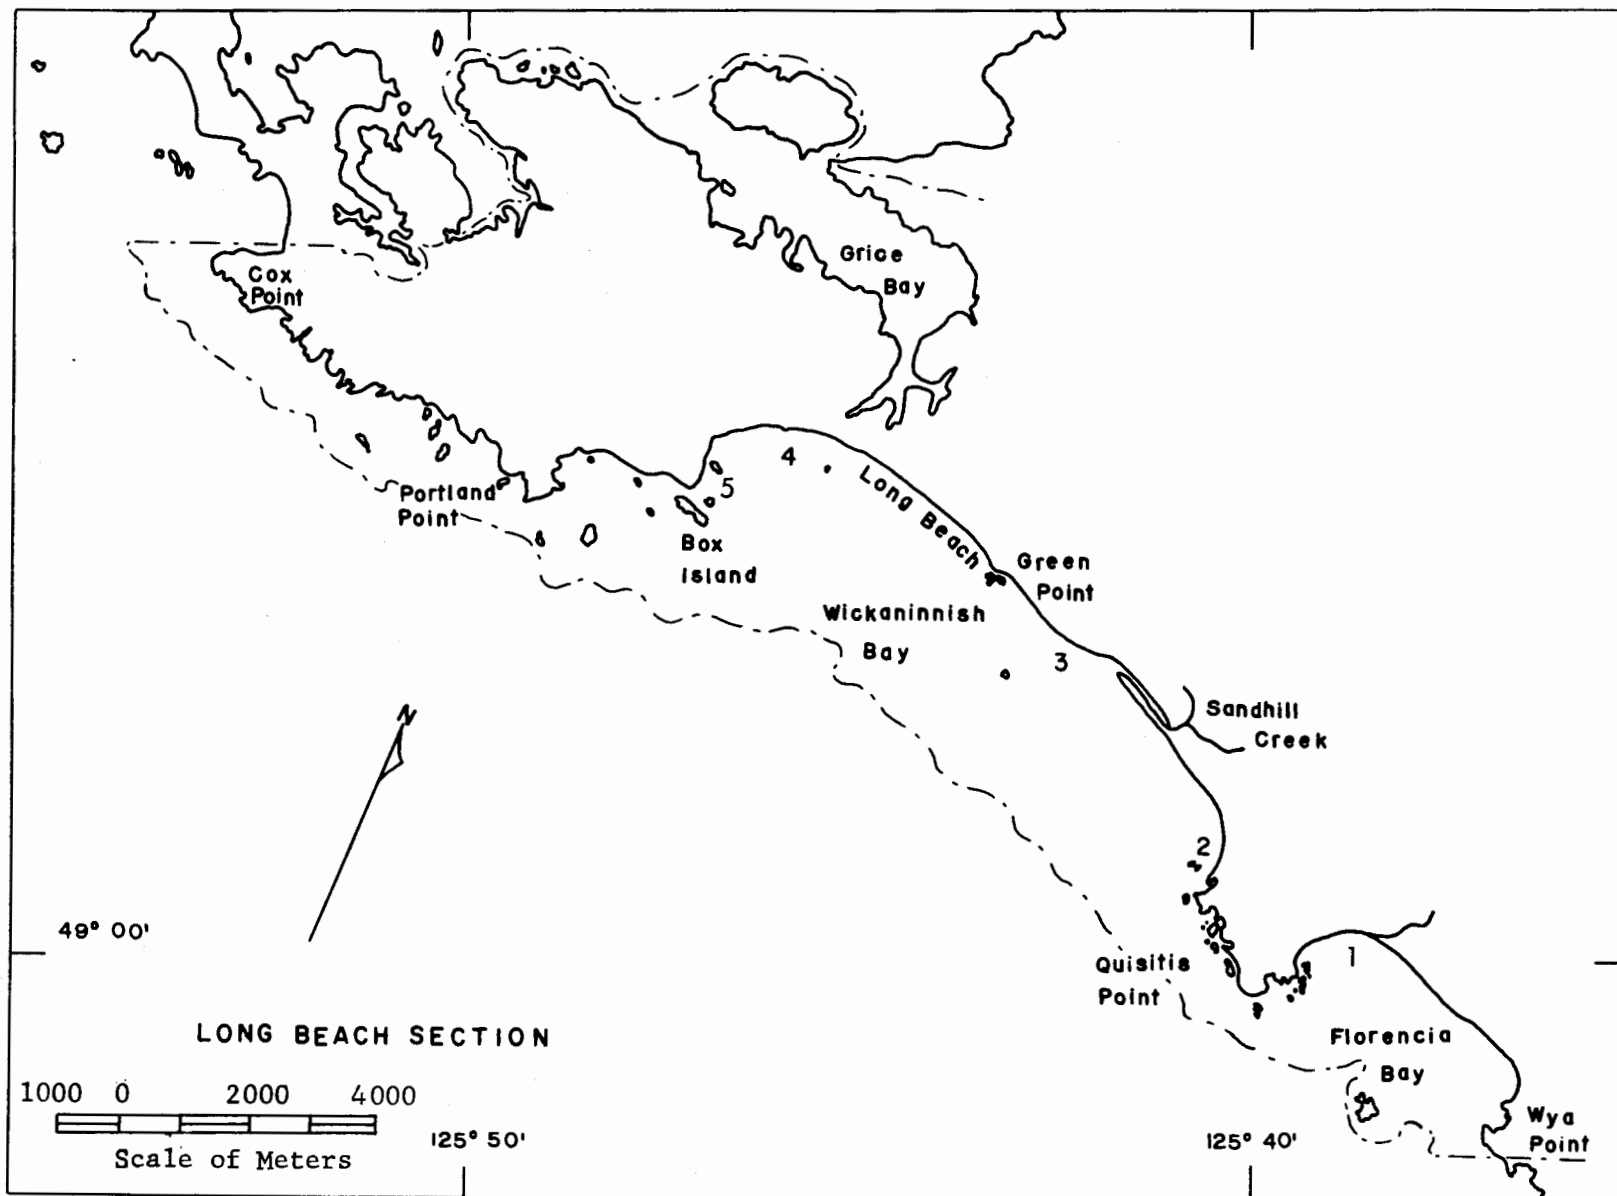 Grice
Bay
Cox
Point
4
Long Beach
5
Portland
Point
Box
Island
Green
Point
Wickaninnish
Bay
3
Sandhill
Creek
N
2
49° 00'
1
Quisitis
Point
LONG BEACH SECTION
Florencia
Bay
1000 0 2000 4000
Scale of Meters
125° 50'
125° 40'
Wya
Point